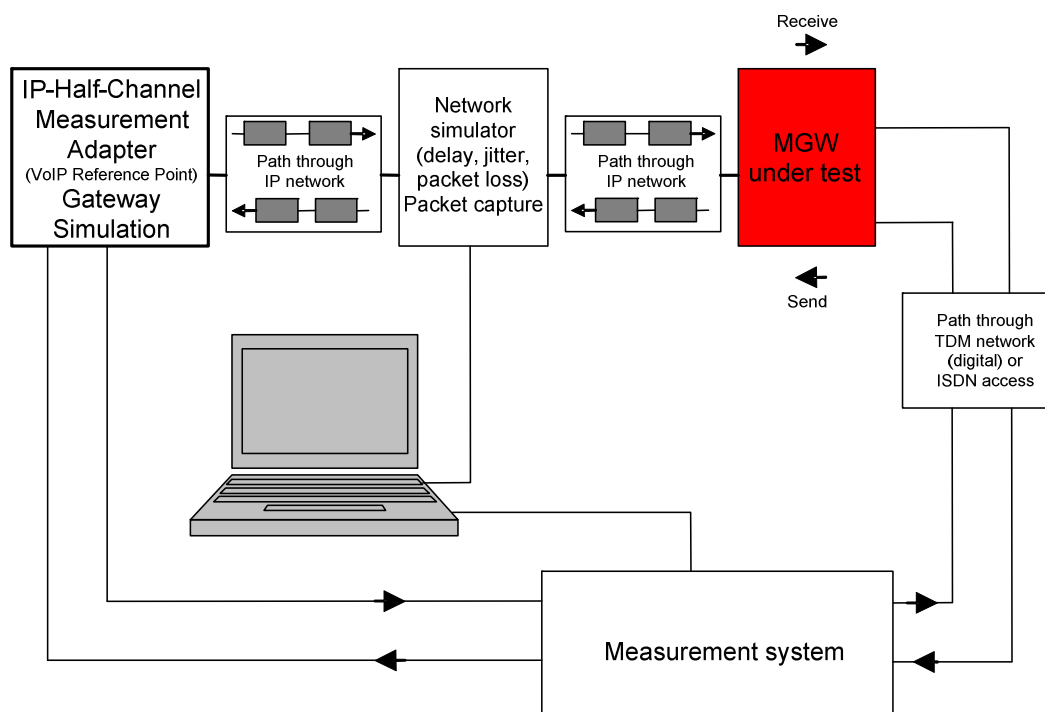 Receive
IP-Half-Channel
Measurement
Adapter
(VoIP Reference Point)
Gateway
Simulation
Path through
IP network
Network
simulator
(delay, jitter,
packet loss)
Packet capture
Path through
IP network
MGW
under test
Send
Path through
TDM network
(digital) or
ISDN access
Measurement system